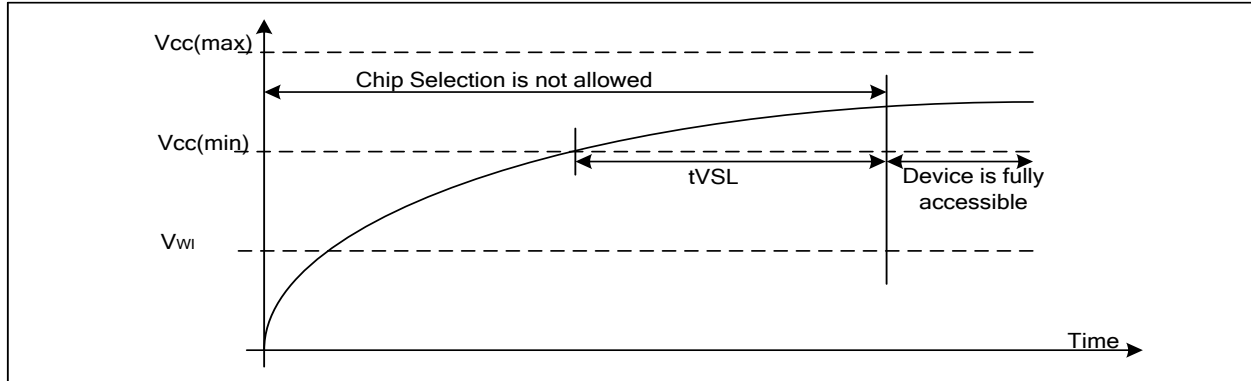 Vcc(max)
Chip Selection is not allowed
Vcc(min)
tVSL
Device is fully
accessible
VWI
Time